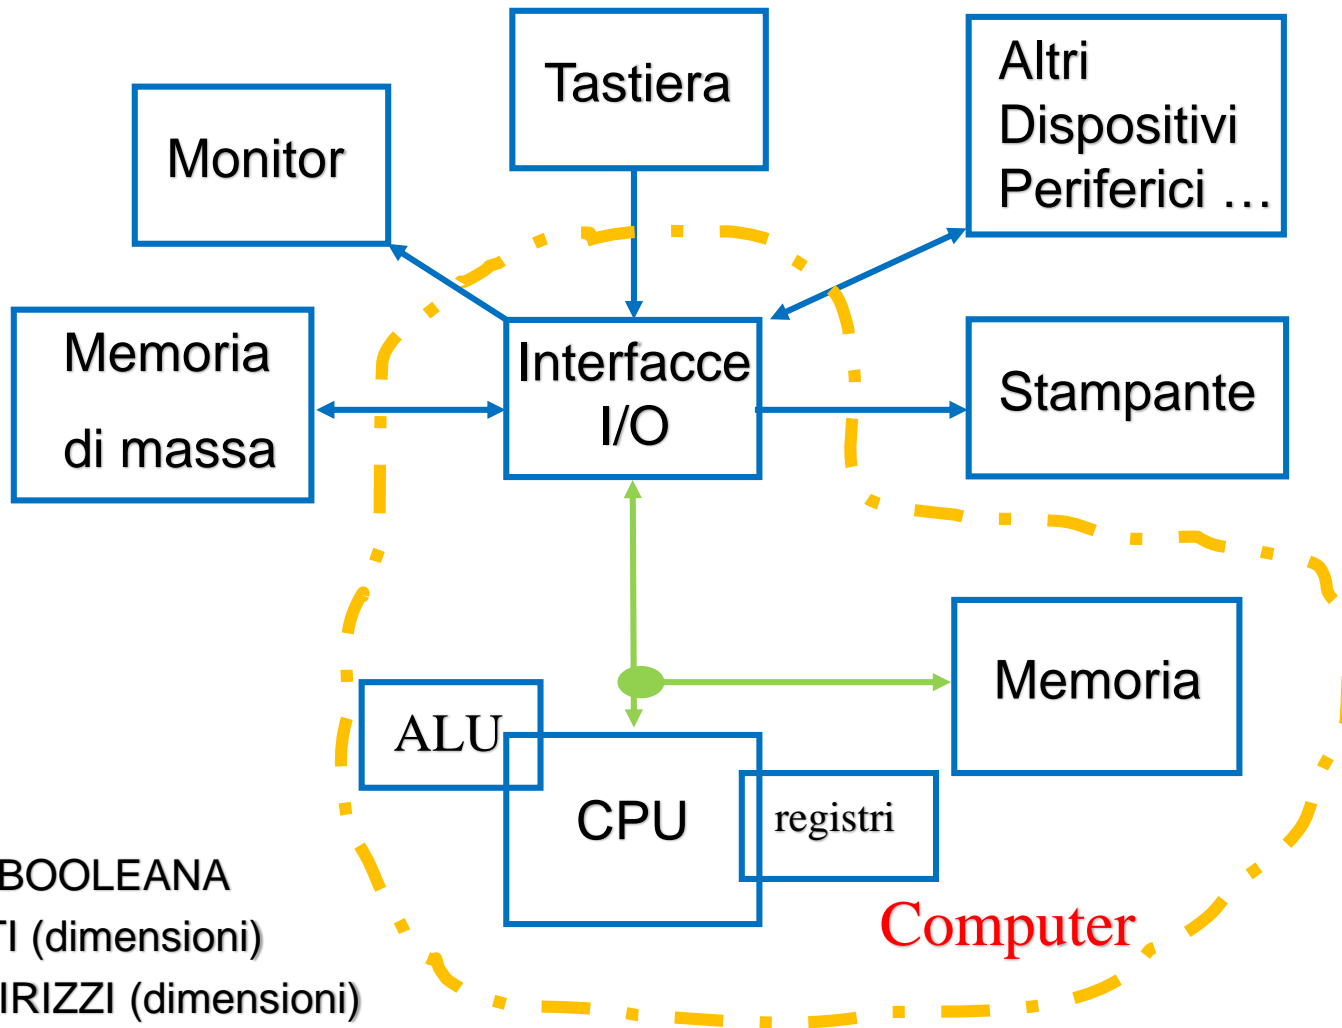 Tastiera
Monitor
Altri
Dispositivi
Periferici …
Memoria
di massa
Interfacce
I/O
Stampante
Memoria
ALU
CPU
registri
BOOLEANA
(dimensioni)
Computer
(dimensioni)